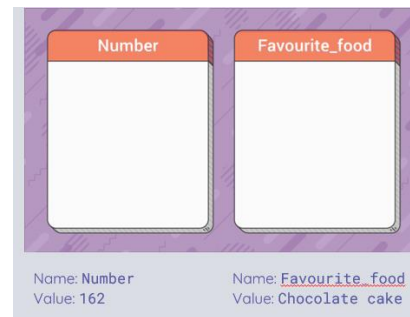 Number
Favourite_food
Name: Number
Value: 162
Name: Favourite_food
Value: Chocolate cake